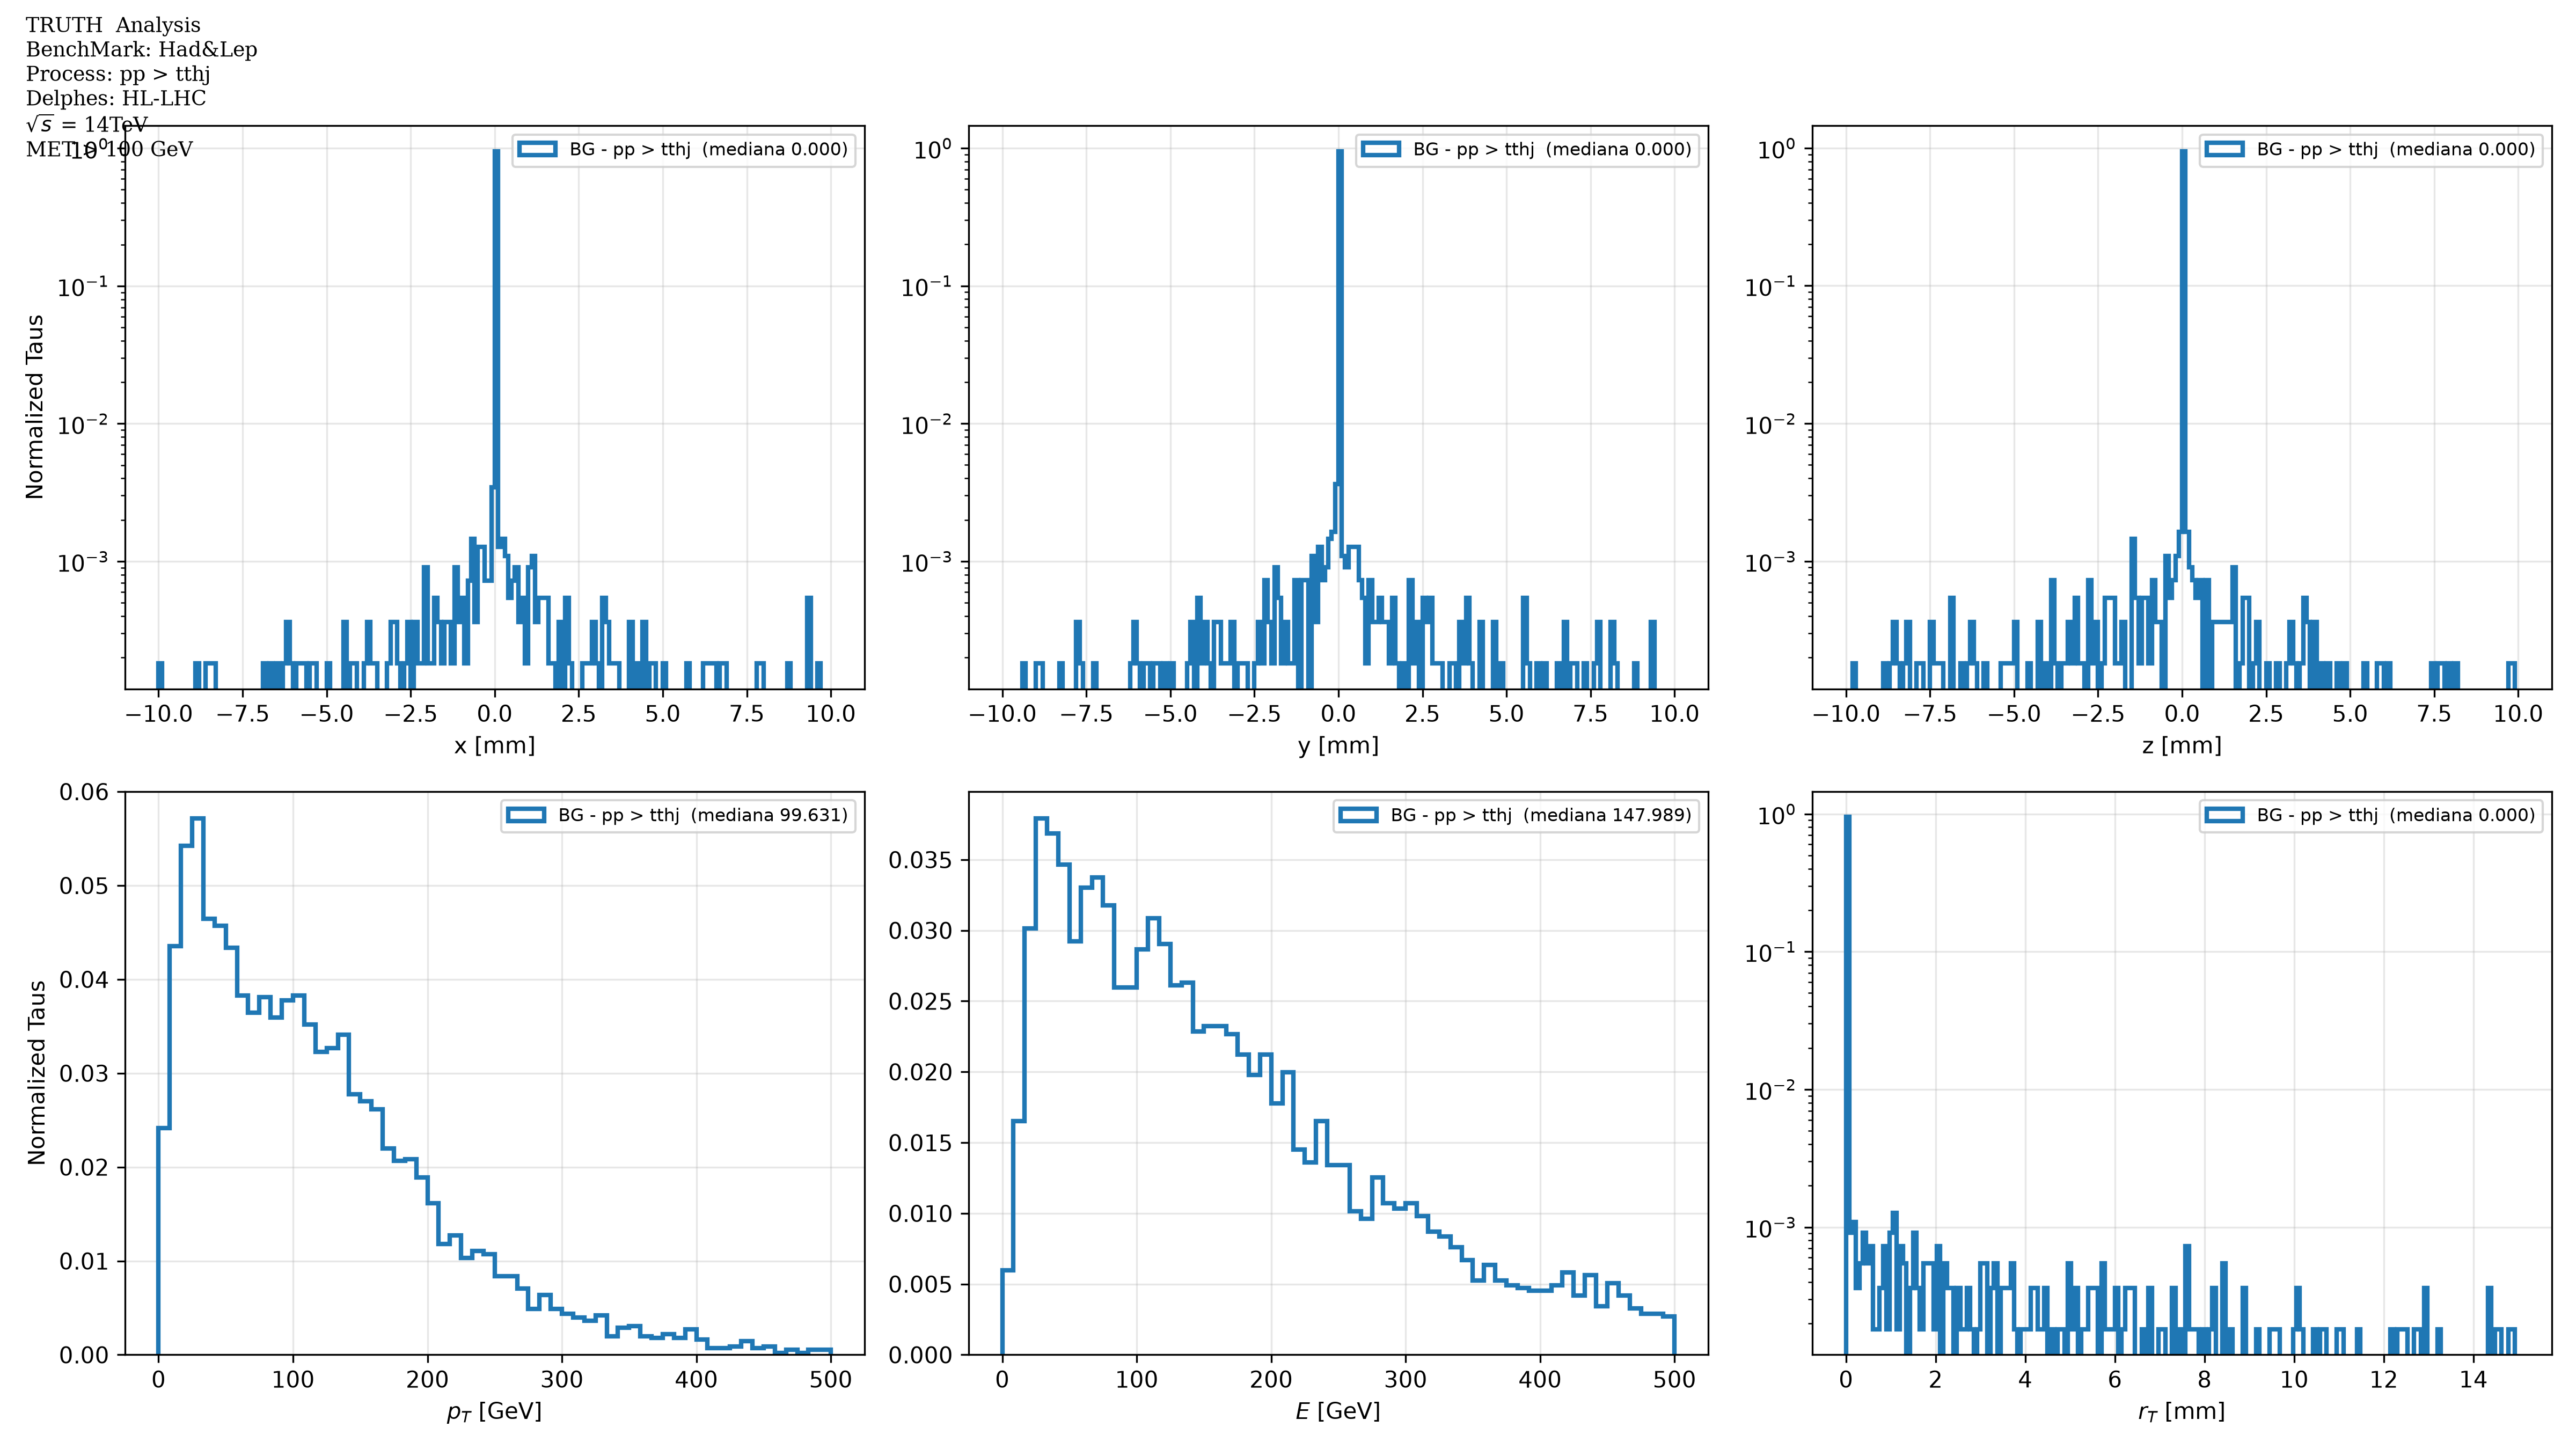 TRUTH  Analysis
BenchMark: Had&Lep
Process: pp > tthj
Delphes: HL-LHC
√s = 14TeV
MET > 100 GeV
10⁰
10⁻¹
10⁻²
10⁻³
Normalized Taus
BG - pp > tthj  (mediana 0.000)
−10.0 −7.5 −5.0 −2.5 0.0 2.5 5.0 7.5 10.0
x [mm]
10⁰
10⁻¹
10⁻²
10⁻³
BG - pp > tthj  (mediana 0.000)
−10.0 −7.5 −5.0 −2.5 0.0 2.5 5.0 7.5 10.0
y [mm]
10⁰
10⁻¹
10⁻²
10⁻³
BG - pp > tthj  (mediana 0.000)
−10.0 −7.5 −5.0 −2.5 0.0 2.5 5.0 7.5 10.0
z [mm]
0.06
0.05
0.04
0.03
0.02
0.01
0.00
Normalized Taus
BG - pp > tthj  (mediana 99.631)
0 100 200 300 400 500
p_T [GeV]
0.035
0.030
0.025
0.020
0.015
0.010
0.005
0.000
BG - pp > tthj  (mediana 147.989)
0 100 200 300 400 500
E [GeV]
10⁰
10⁻¹
10⁻²
10⁻³
BG - pp > tthj  (mediana 0.000)
0 2 4 6 8 10 12 14
r_T [mm]